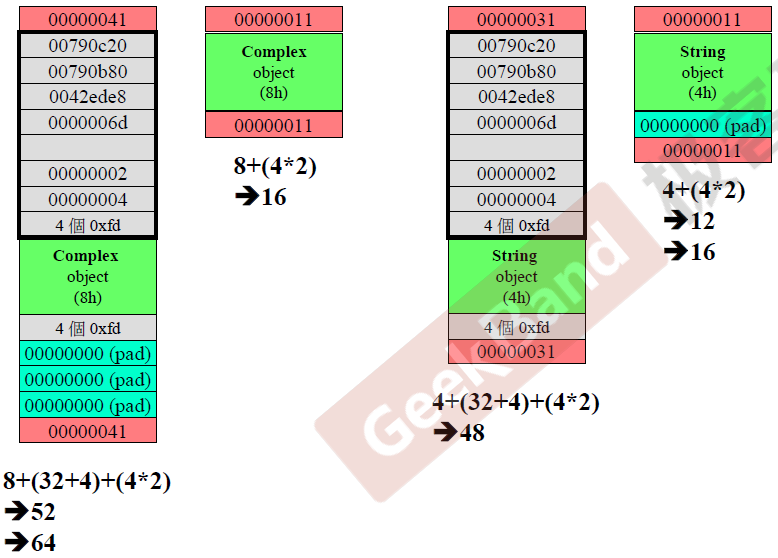 00000041
00790c20
00790b80
0042ede8
0000006d
00000002
00000004
4 個 0xfd
Complex
object
(8h)
4 個 0xfd
00000000 (pad)
00000000 (pad)
00000000 (pad)
00000041
8+(32+4)+(4*2)
➔52
➔64
00000011
Complex
object
(8h)
00000011
8+(4*2)
➔16
00000031
00790c20
00790b80
0042ede8
0000006d
00000002
00000004
4 個 0xfd
String
object
(4h)
4 個 0xfd
00000031
4+(32+4)+(4*2)
➔48
00000011
String
object
(4h)
00000000 (pad)
00000011
4+(4*2)
➔12
➔16
GeekBand